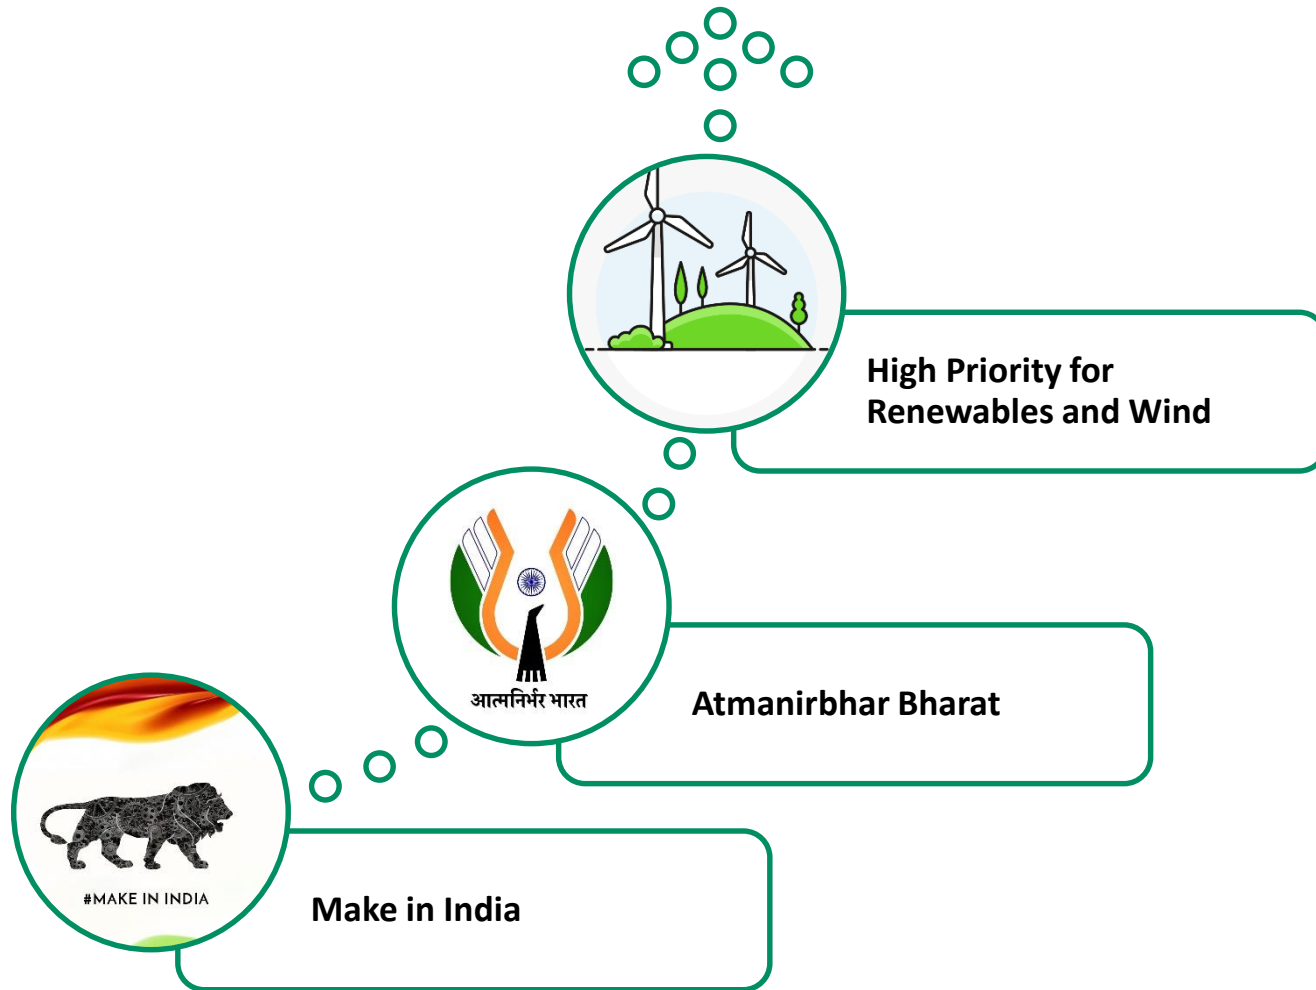 High Priority for
Renewables and Wind
आत्मनिर्भर भारत
Atmanirbhar Bharat
#MAKE IN INDIA
Make in India